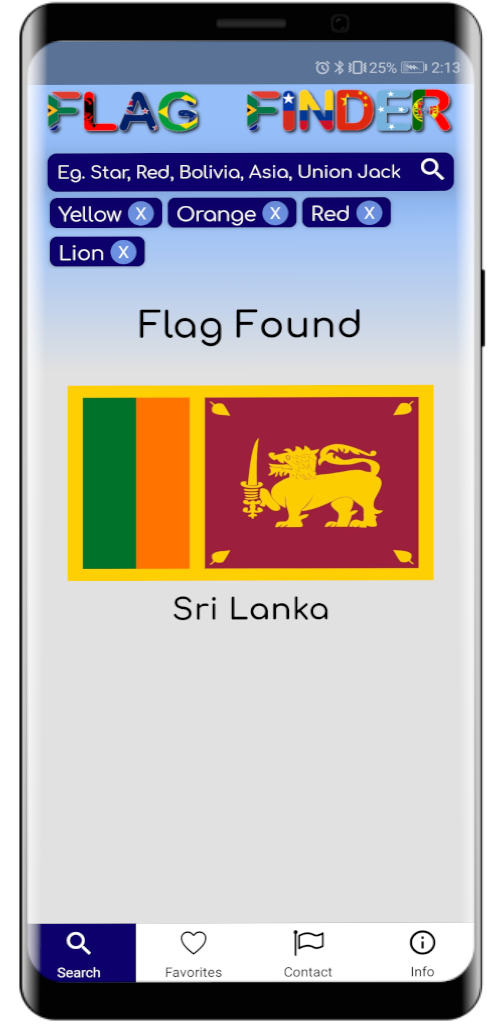 25% 2:13
FLAG FINDER
Eg. Star, Red, Bolivia, Asia, Union Jack
Yellow X Orange X Red X
Lion X
Flag Found
Sri Lanka
Search Favorites Contact Info